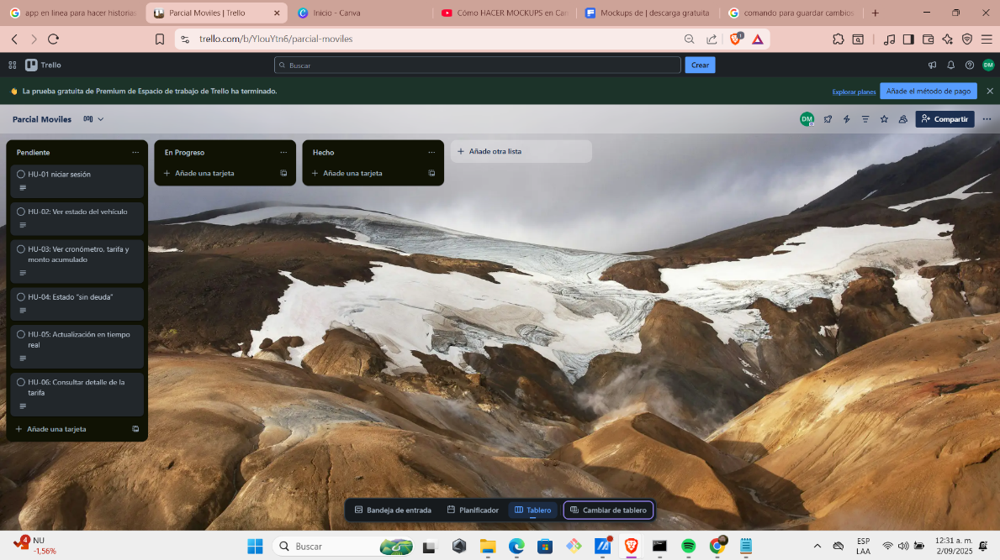 app en linea para hacer historia
Parcial Moviles | Trello
Inicio - Canva
Cómo HACER MOCKUPS en Can
Mockups de | descarga gratuita
comando para guardar cambios
trello.com/b/YlouYtn6/parcial-moviles
1
Trello
Buscar
Crear
DM
La prueba gratuita de Premium de Espacio de trabajo de Trello ha terminado.
Explorar planes
Añade el método de pago
Parcial Moviles
DM
Compartir
Pendiente
En Progreso
Hecho
Añade otra lista
HU-01 niciar sesión
Añade una tarjeta
Añade una tarjeta
HU-02: Ver estado del vehículo
HU-03: Ver cronómetro, tarifa y
monto acumulado
HU-04: Estado "sin deuda"
HU-05: Actualización en tiempo
real
HU-06: Consultar detalle de la
tarifa
Añade una tarjeta
Bandeja de entrada
Planificador
Tablero
Cambiar de tablero
4
NU
-1,56%
Buscar
ESP
LAA
12:31 a. m.
2/09/2025